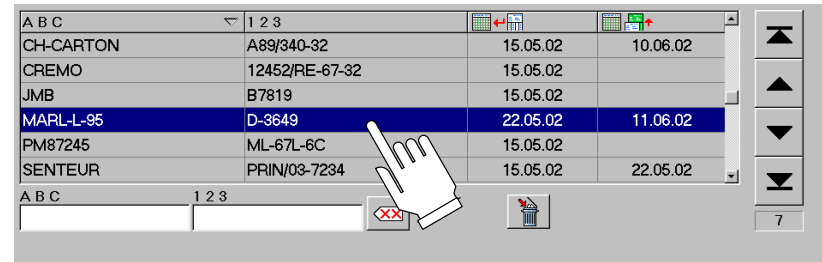 A B C 1 2 3
CH-CARTON A89/340-32 15.05.02 10.06.02
CREMO 12452/RE-67-32 15.05.02
JMB B7819 15.05.02
MARL-L-95 D-3649 22.05.02 11.06.02
PM87245 ML-67L-6C 15.05.02
SENTEUR PRIN/03-7234 15.05.02 22.05.02
A B C 1 2 3
7